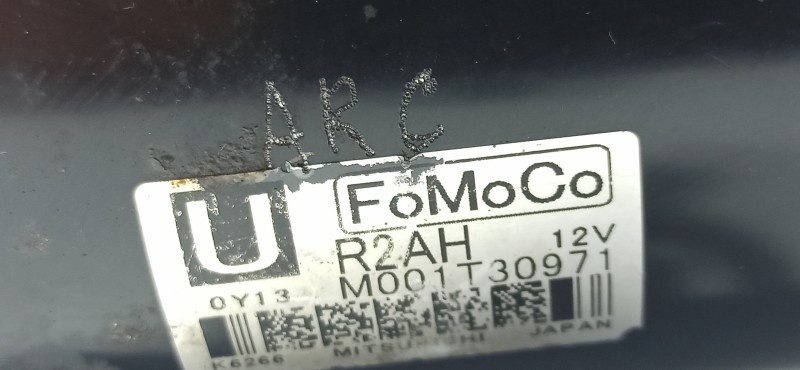 ARC
U
FoMoCo
R2AH 12V
M001T30971
0Y13
K6266 MITSUBISHI JAPAN